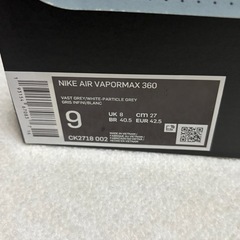 NIKE AIR VAPORMAX 360
VAST GREY/WHITE-PARTICLE GREY
GRIS INFINI/BLANC
9
UK 8 cm 27
BR 40.5 EUR 42.5
CK2718 002